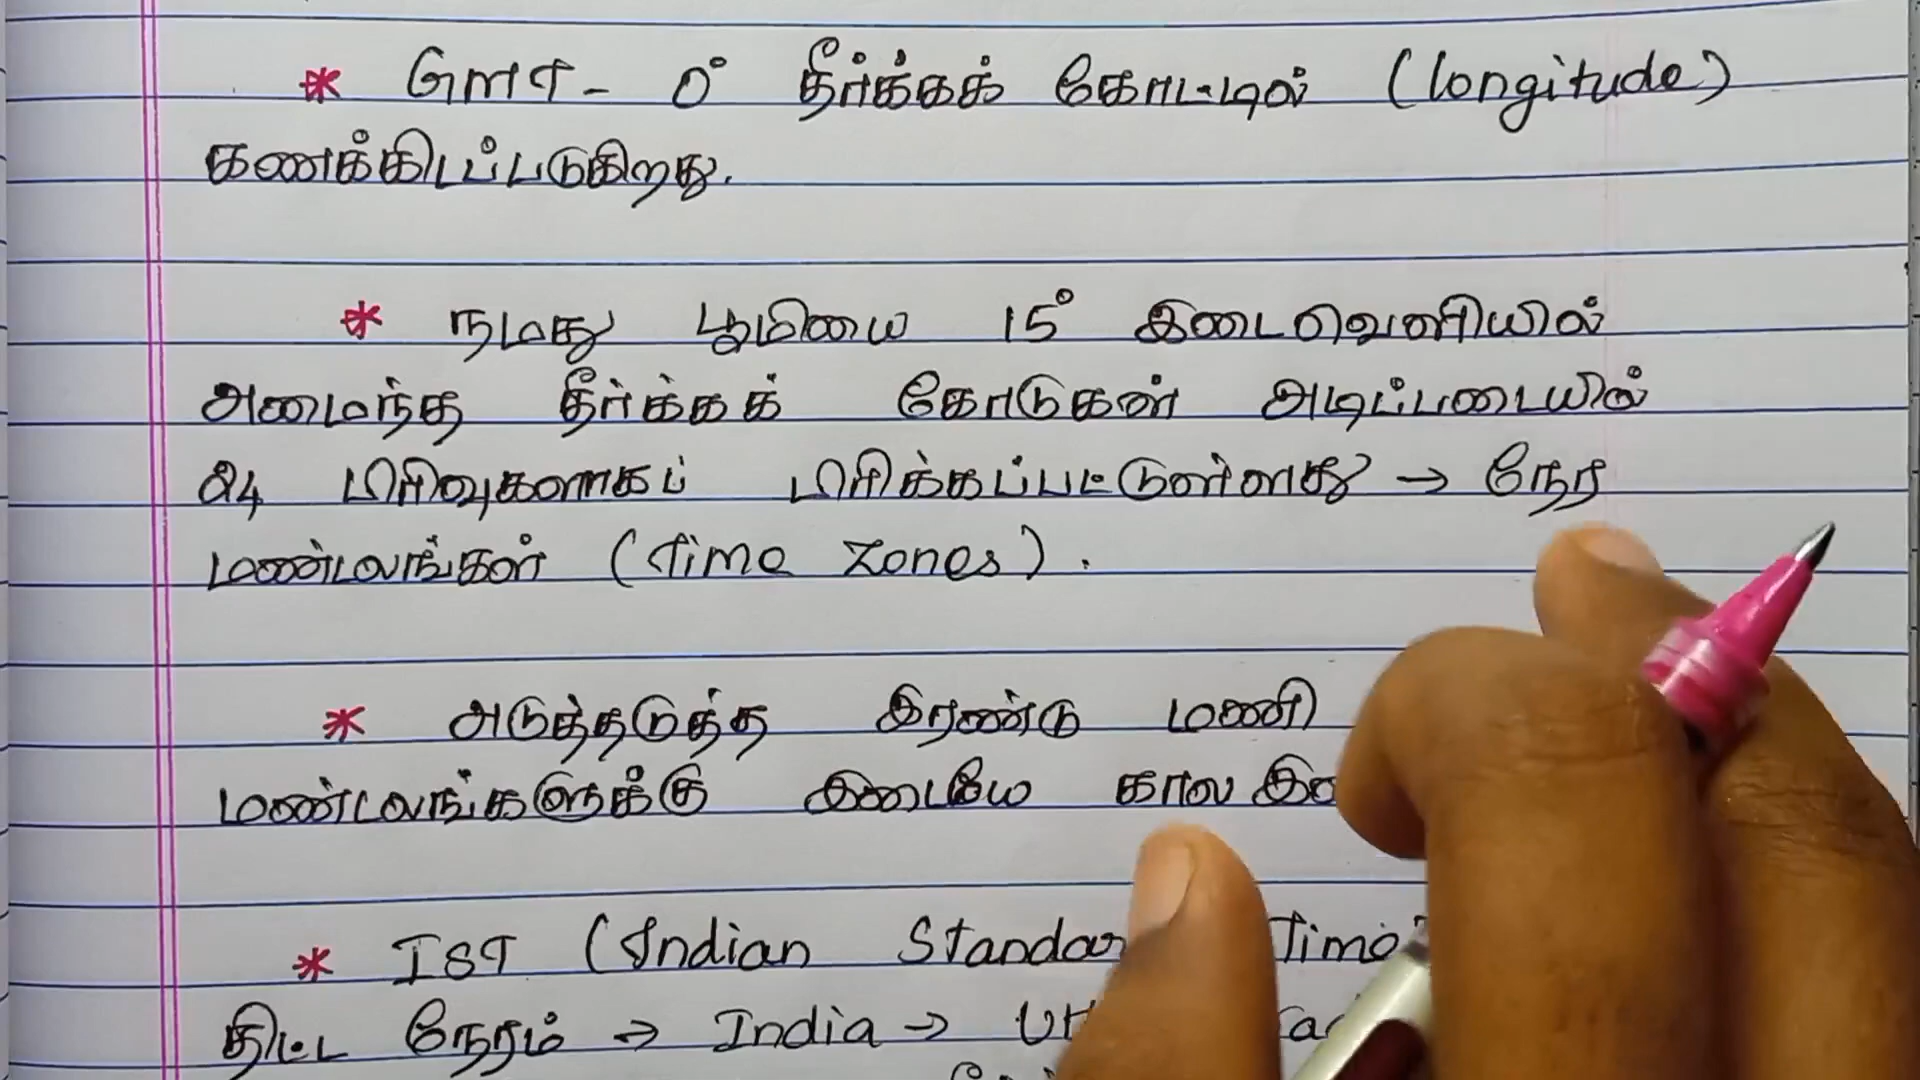 * GMT - 0° தீர்க்கக் கோட்டில் (longitude)
கணக்கிடப்படுகிறது.
* நமது பூமியை 15° இடைவெளியில்
அமைந்த தீர்க்கக் கோடுகள் அடிப்படையில்
24 பிரிவுகளாகப் பிரிக்கப்பட்டுள்ளது → நேர
மண்டலங்கள் (Time Zones).
* அடுத்தடுத்த இரண்டு மணி
மண்டலங்களுக்கு இடையே கால
* IST (Indian Time
திட்ட நேரம் → India →